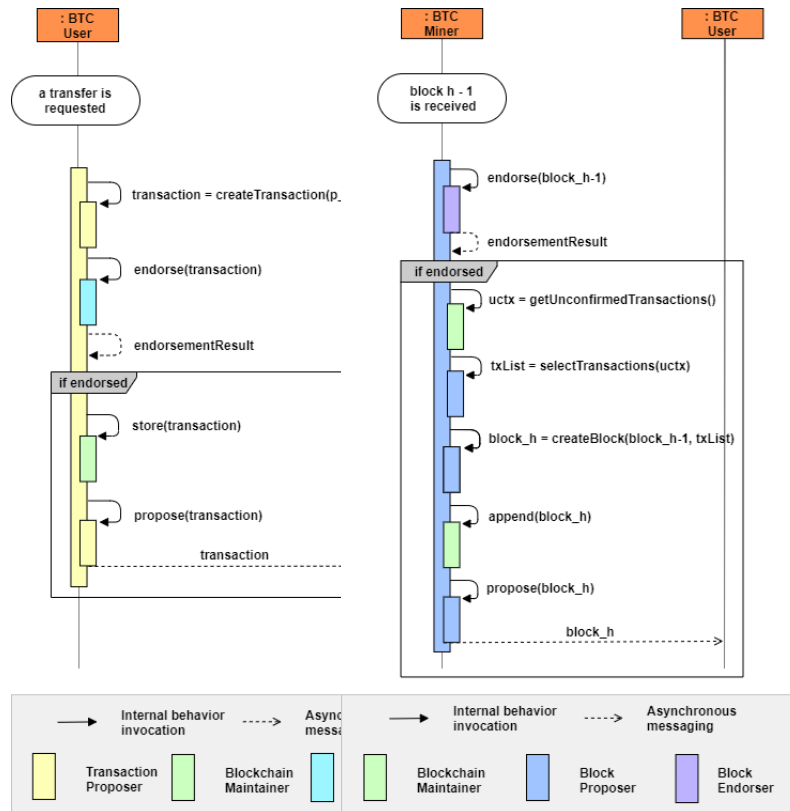 : BTC
User
a transfer is
requested
transaction = createTransaction(p_
endorse(transaction)
endorsementResult
if endorsed
store(transaction)
propose(transaction)
transaction
Internal behavior
invocation
Transaction
Proposer
Blockchain
Maintainer
: BTC
Miner
: BTC
User
block h - 1
is received
endorse(block_h-1)
endorsementResult
if endorsed
uctx = getUnconfirmedTransactions()
txList = selectTransactions(uctx)
block_h = createBlock(block_h-1, txList)
append(block_h)
propose(block_h)
block_h
Internal behavior
invocation
Asynchronous
messaging
Blockchain
Maintainer
Block
Proposer
Block
Endorser